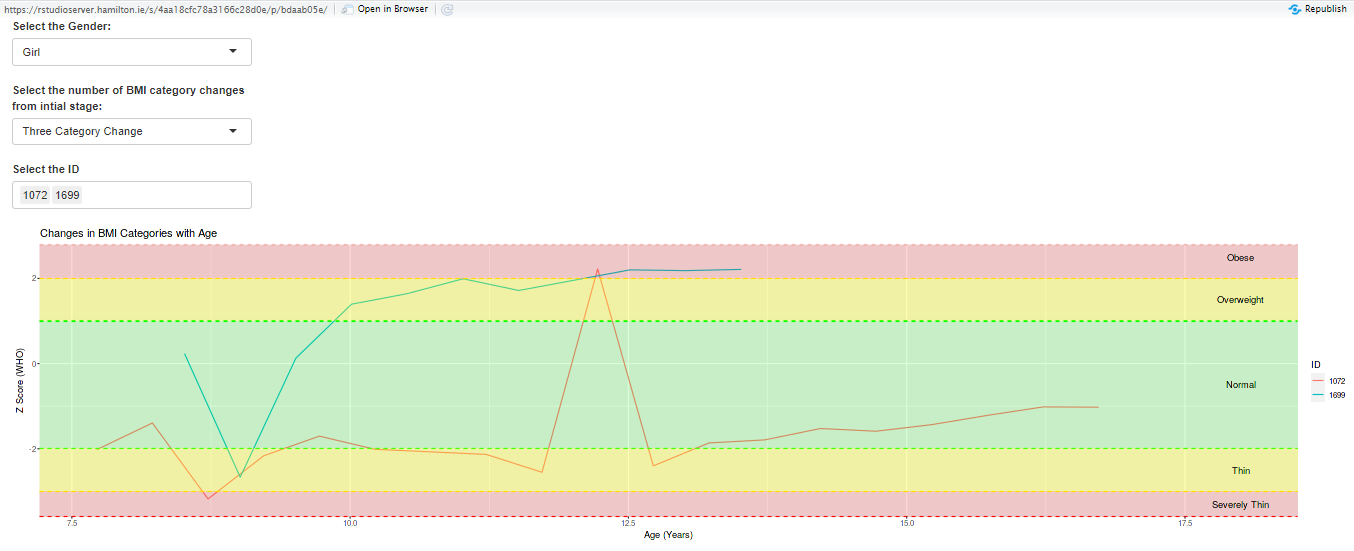 https://rstudioserver.hamilton.ie/s/4aa18cfc78a3166c28d0e/p/bdaab05e/ Open in Browser Republish
Select the Gender:
Girl
Select the number of BMI category changes
from intial stage:
Three Category Change
Select the ID
1072 1699
Changes in BMI Categories with Age
Obese
2
Overweight
Z Score (WHO)
0
ID
1072
1699
Normal
-2
Thin
Severely Thin
7.5 10.0 12.5 15.0 17.5
Age (Years)